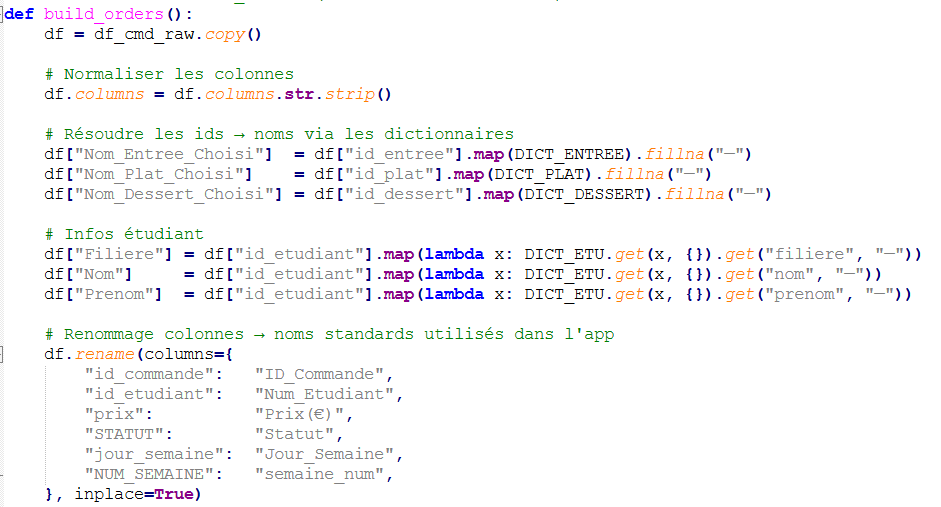 def build_orders():
    df = df_cmd_raw.copy()
    # Normaliser les colonnes
    df.columns = df.columns.str.strip()
    # Résoudre les ids → noms via les dictionnaires
    df["Nom_Entree_Choisi"]  = df["id_entree"].map(DICT_ENTREE).fillna("—")
    df["Nom_Plat_Choisi"]    = df["id_plat"].map(DICT_PLAT).fillna("—")
    df["Nom_Dessert_Choisi"] = df["id_dessert"].map(DICT_DESSERT).fillna("—")
    # Infos étudiant
    df["Filiere"] = df["id_etudiant"].map(lambda x: DICT_ETU.get(x, {}).get("filiere", "—"))
    df["Nom"]     = df["id_etudiant"].map(lambda x: DICT_ETU.get(x, {}).get("nom", "—"))
    df["Prenom"]  = df["id_etudiant"].map(lambda x: DICT_ETU.get(x, {}).get("prenom", "—"))
    # Renommage colonnes → noms standards utilisés dans l'app
    df.rename(columns={
        "id_commande":   "ID_Commande",
        "id_etudiant":   "Num_Etudiant",
        "prix":          "Prix(€)",
        "STATUT":        "Statut",
        "jour_semaine":  "Jour_Semaine",
        "NUM_SEMAINE":   "semaine_num",
    }, inplace=True)